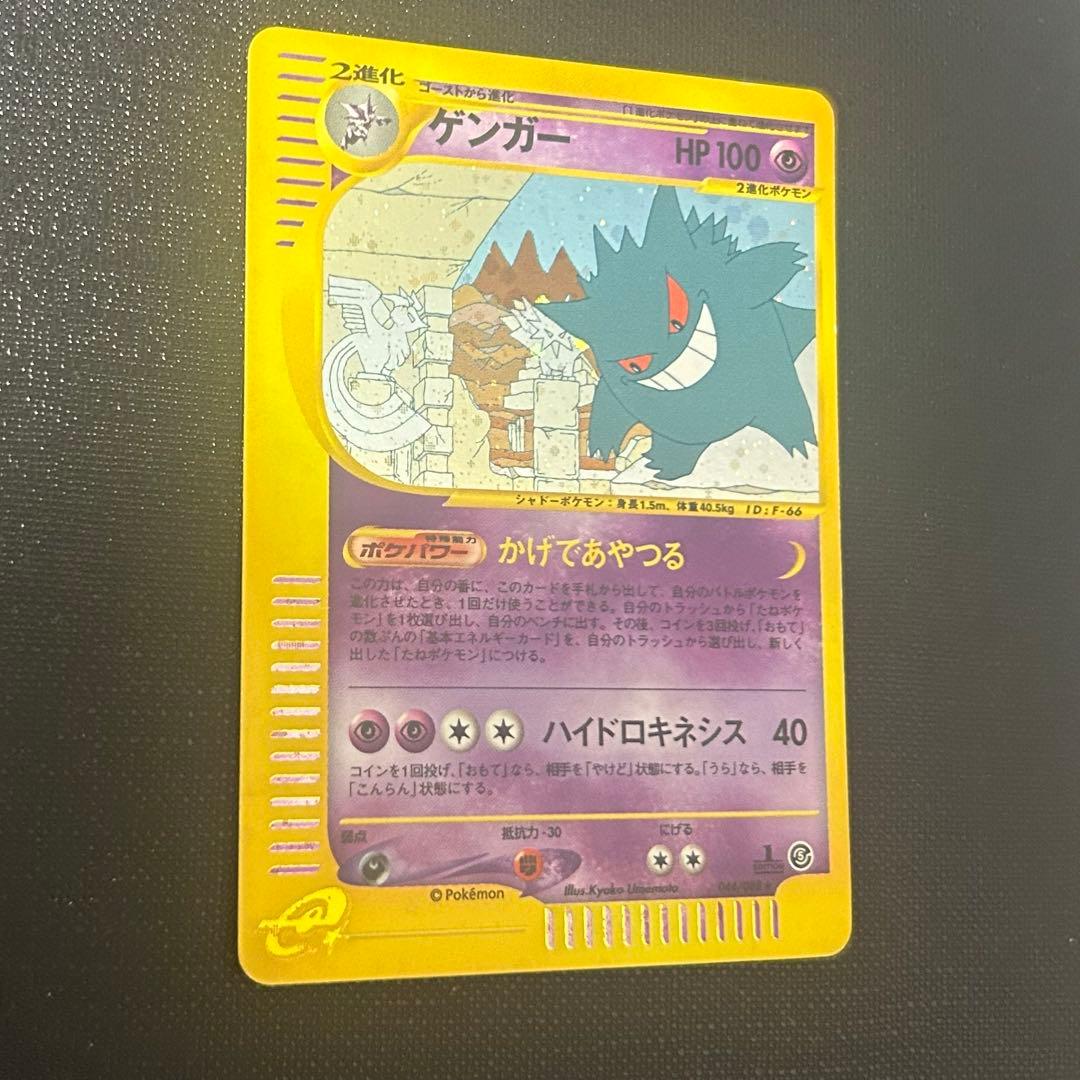 2進化
ゴーストから進化
ゲンガー
HP 100
2進化ポケモン
シャドーポケモン：身長1.5m、体重40.5kg ID:F-66
特殊能力
ポケパワー かげであやつる
この力は、自分の番に、このカードを手札から出して、自分のバトルポケモンを
進化させたとき、1回だけ使うことができる。自分のトラッシュから「たねポケ
モン」を1枚選び出し、自分のベンチに出す。その後、コインを3回投げ、「おもて」
の数ぶんの「基本エネルギーカード」を、自分のトラッシュから選び出し、新しく
出した「たねポケモン」につける。
ハイドロキネシス 40
コインを1回投げ、「おもて」なら、相手を「やけど」状態にする。「うら」なら、相手を
「こんらん」状態にする。
弱点 抵抗力-30 にげる
1
EDITION
©Pokémon Illus.Kyoko Umemoto
e